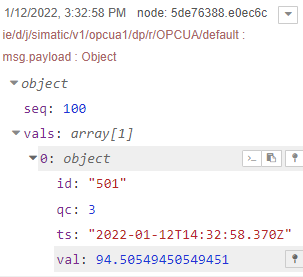 1/12/2022, 3:32:58 PM node: 5de76388.e0ec6c
ie/d/j/simatic/v1/opcua1/dp/r/OPCUA/default :
msg.payload : Object
object
seq: 100
vals: array[1]
0: object
id: "501"
qc: 3
ts: "2022-01-12T14:32:58.370Z"
val: 94.50549450549451